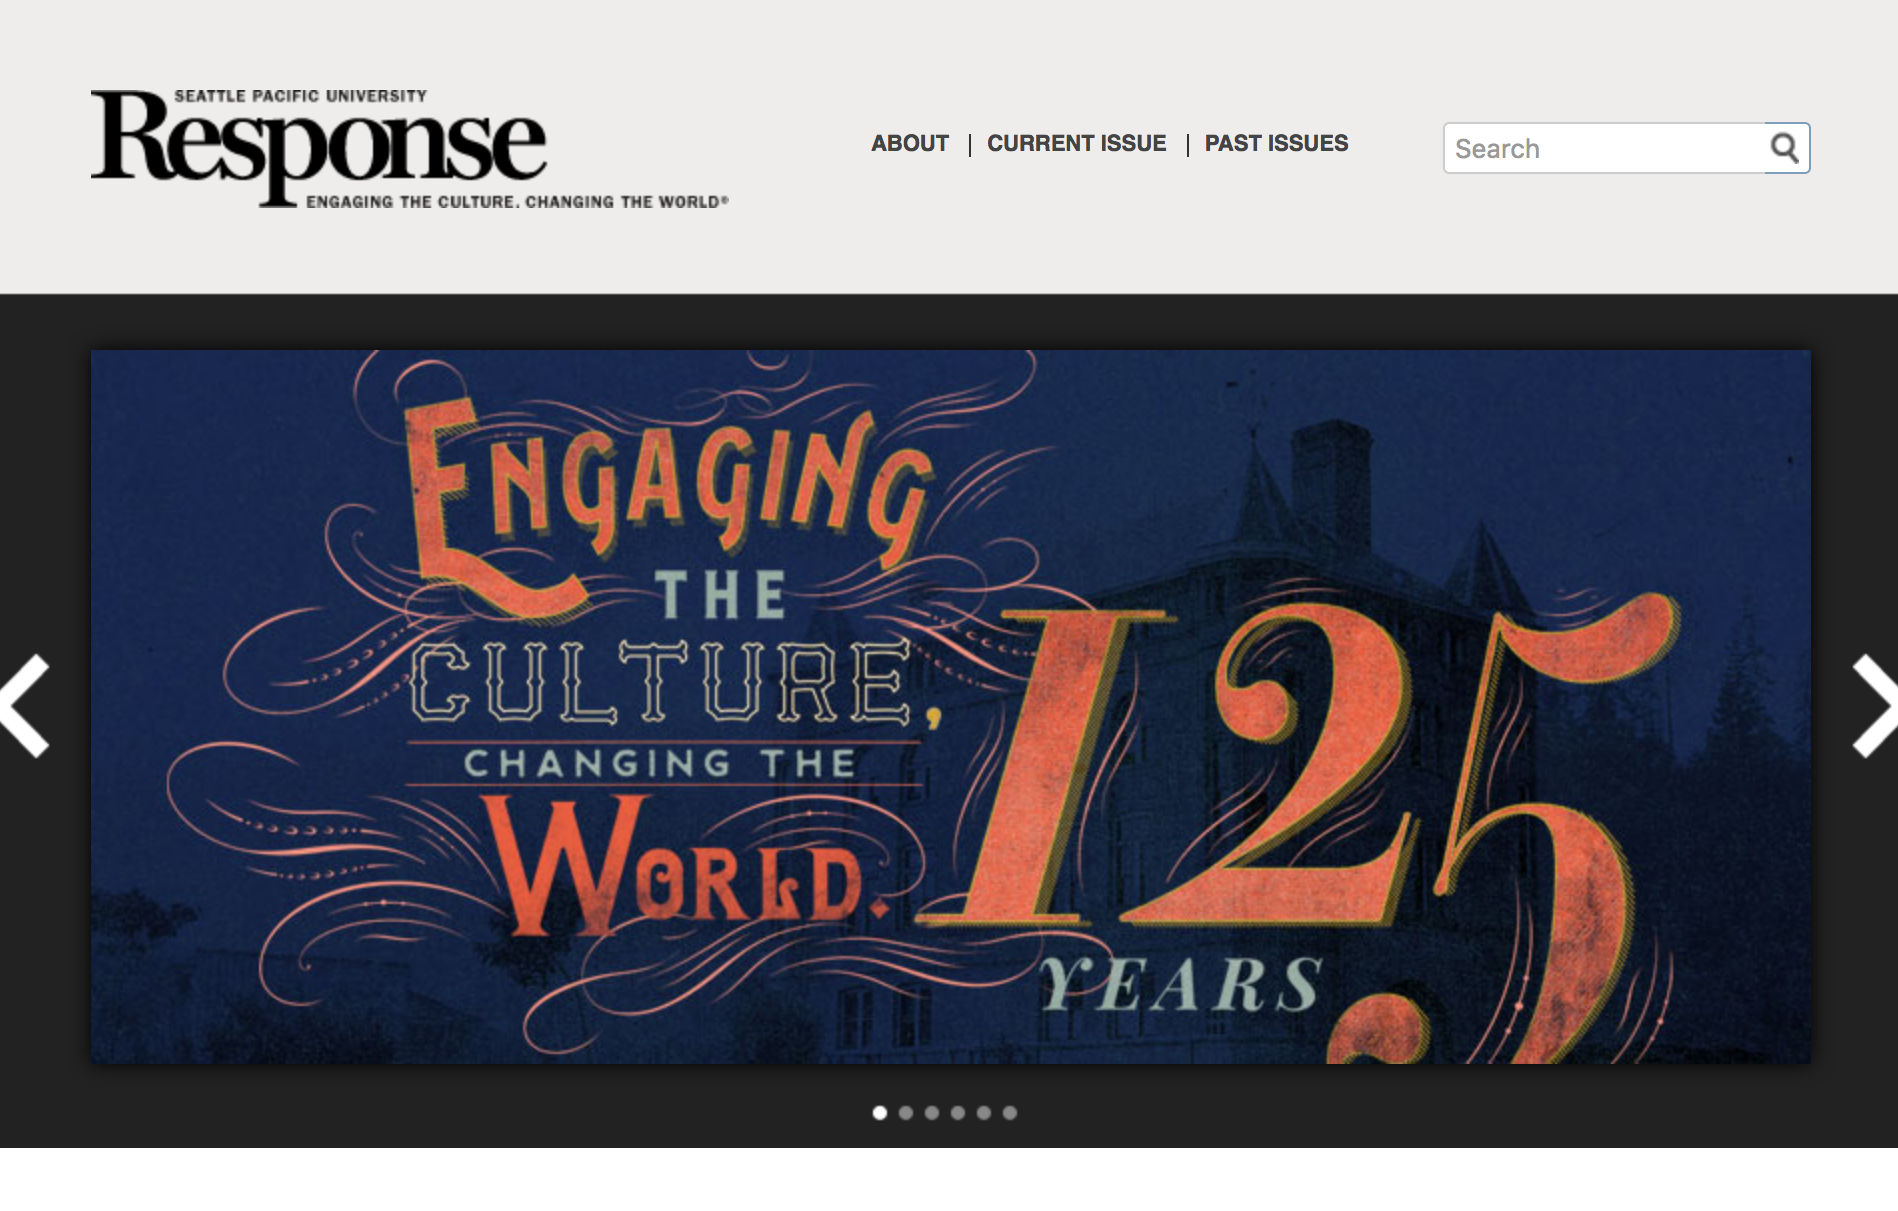 SEATTLE PACIFIC UNIVERSITY
Response
ENGAGING THE CULTURE, CHANGING THE WORLD®
ABOUT | CURRENT ISSUE | PAST ISSUES
Search
ENGAGING
THE
CULTURE,
CHANGING THE
WORLD.
125
YEARS